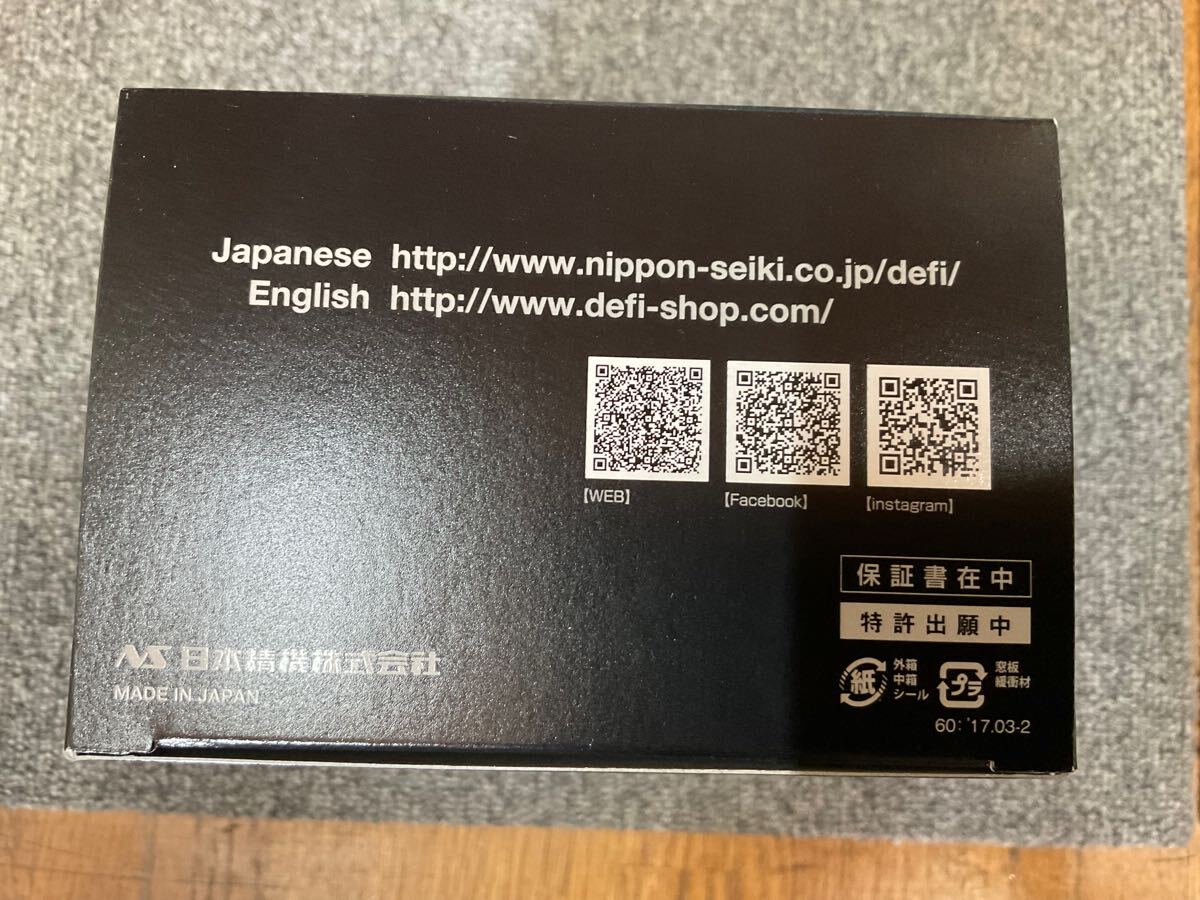 Japanese http://www.nippon-seiki.co.jp/defi/
English http://www.defi-shop.com/
【WEB】
【Facebook】
【instagram】
保証書在中
特許出願中
紙 外箱
中箱
シール
プラ 窓板
緩衝材
NS 日本精機株式会社
MADE IN JAPAN
60: '17.03-2